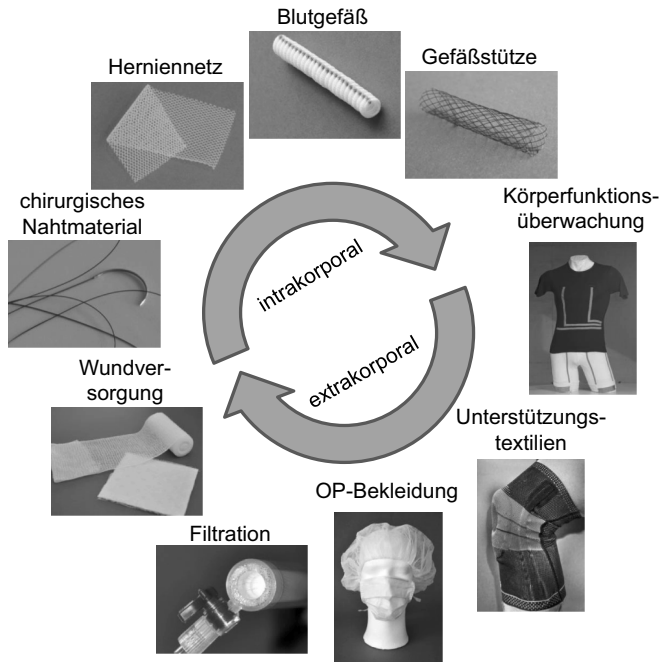 Blutgefäß
Herniennetz
Gefäßstütze
chirurgisches
Nahtmaterial
Körperfunktions-
überwachung
intrakorporal
extrakorporal
Wundver-
sorgung
Unterstützungs-
textilien
OP-Bekleidung
Filtration